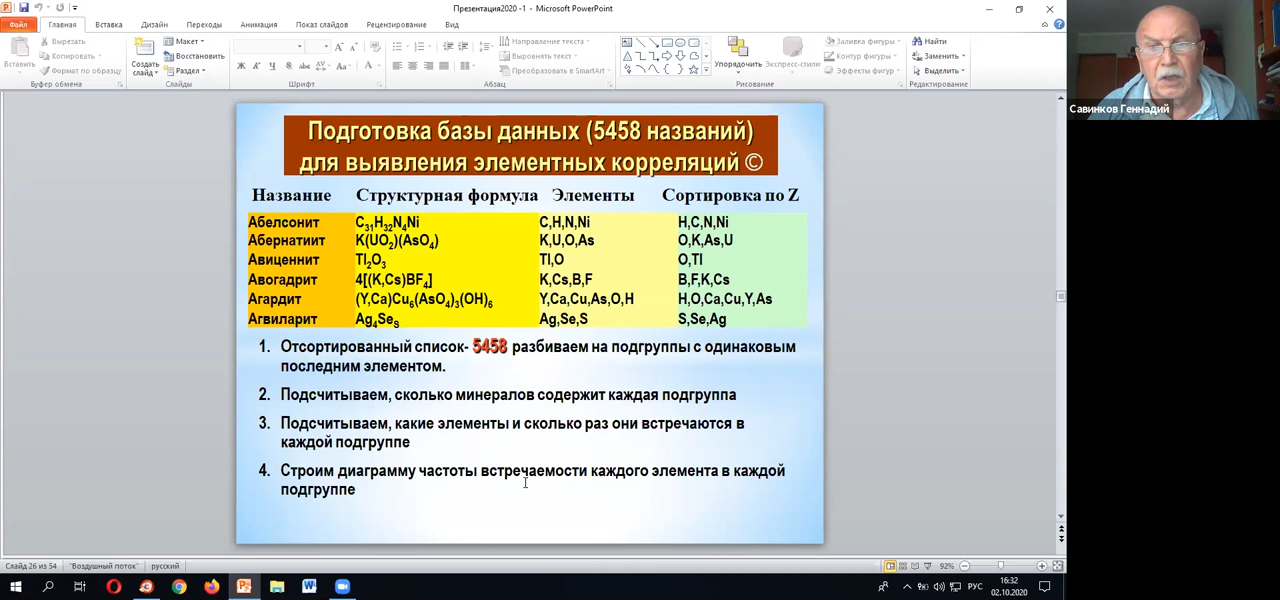 Презентация2020 -1 - Microsoft PowerPoint
Файл Главная Вставка Дизайн Переходы Анимация Показ слайдов Рецензирование Вид
Вставить
Вырезать
Копировать
Формат по образцу
Буфер обмена
Создать слайд
Макет
Восстановить
Раздел
Слайды
Шрифт
Направление текста
Выровнять текст
Преобразовать в SmartArt
Абзац
Упорядочить
Экспресс-стили
Заливка фигуры
Контур фигуры
Эффекты фигур
Рисование
Найти
Заменить
Выделить
Редактирование
Савинков Геннадий
Подготовка базы данных (5458 названий)
для выявления элементных корреляций ©
Название Структурная формула Элементы Сортировка по Z
Абелсонит C31H32N4Ni C,H,N,Ni H,C,N,Ni
Абернатиит K(UO2)(AsO4) K,U,O,As O,K,As,U
Авиценнит Tl2O3 Tl,O O,Tl
Авогадрит 4[(K,Cs)BF4] K,Cs,B,F B,F,K,Cs
Агардит (Y,Ca)Cu6(AsO4)3(OH)6 Y,Ca,Cu,As,O,H H,O,Ca,Cu,Y,As
Агвиларит Ag4SeS Ag,Se,S S,Se,Ag
1. Отсортированный список- 5458 разбиваем на подгруппы с одинаковым
последним элементом.
2. Подсчитываем, сколько минералов содержит каждая подгруппа
3. Подсчитываем, какие элементы и сколько раз они встречаются в
каждой подгруппе
4. Строим диаграмму частоты встречаемости каждого элемента в каждой
подгруппе
Слайд 26 из 54 "Воздушный поток" русский 92%
РУС
16:32
02.10.2020